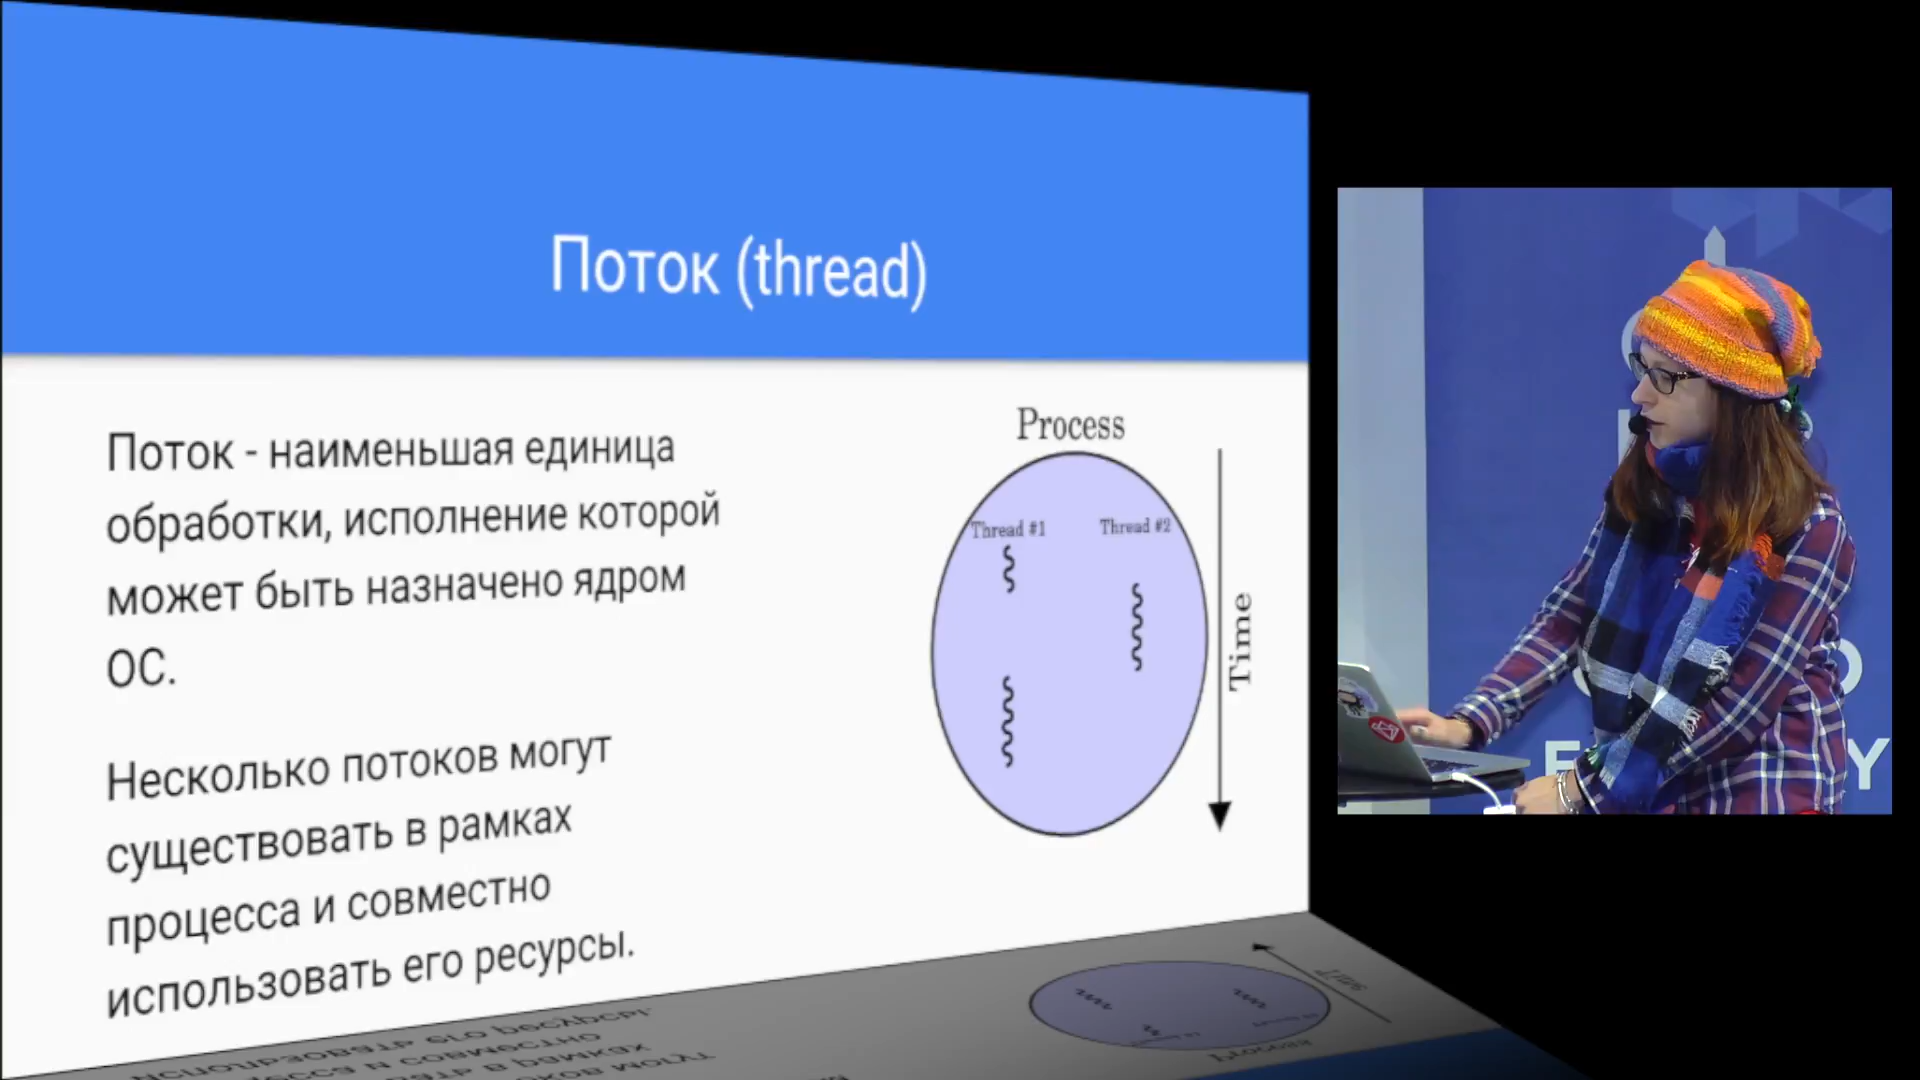 Поток (thread)
Поток - наименьшая единица
обработки, исполнение которой
может быть назначено ядром
ОС.
Несколько потоков могут
существовать в рамках
процесса и совместно
использовать его ресурсы.
Process
Thread #1
Thread #2
Time